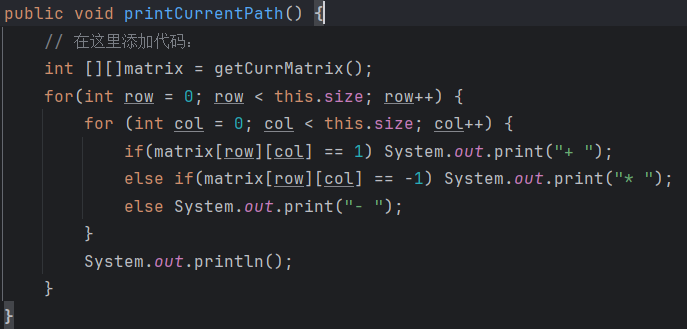 public void printCurrentPath() {
    // 在这里添加代码：
    int [][]matrix = getCurrMatrix();
    for(int row = 0; row < this.size; row++) {
        for (int col = 0; col < this.size; col++) {
            if(matrix[row][col] == 1) System.out.print("+ ");
            else if(matrix[row][col] == -1) System.out.print("* ");
            else System.out.print("- ");
        }
        System.out.println();
    }
}